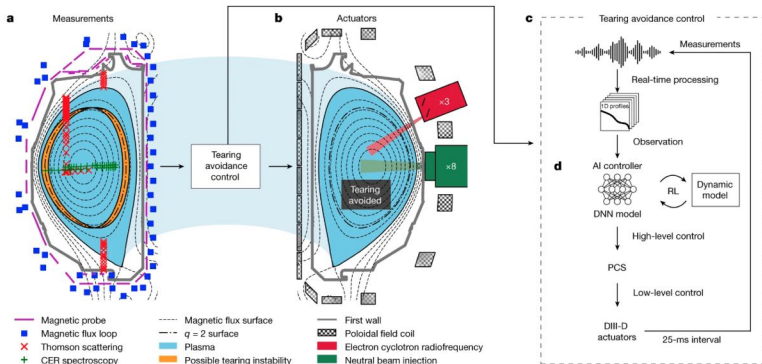 a
Measurements
b
Actuators
c
Tearing avoidance control
×3
×8
Tearing
avoidance
control
Tearing
avoided
Measurements
Real-time processing
1D profiles
Observation
d
AI controller
DNN model
RL
Dynamic
model
High-level control
PCS
Low-level control
DIII-D
actuators
25-ms interval
Magnetic probe
Magnetic flux loop
Thomson scattering
CER spectroscopy
Magnetic flux surface
q = 2 surface
Plasma
Possible tearing instability
First wall
Poloidal field coil
Electron cyclotron radiofrequency
Neutral beam injection